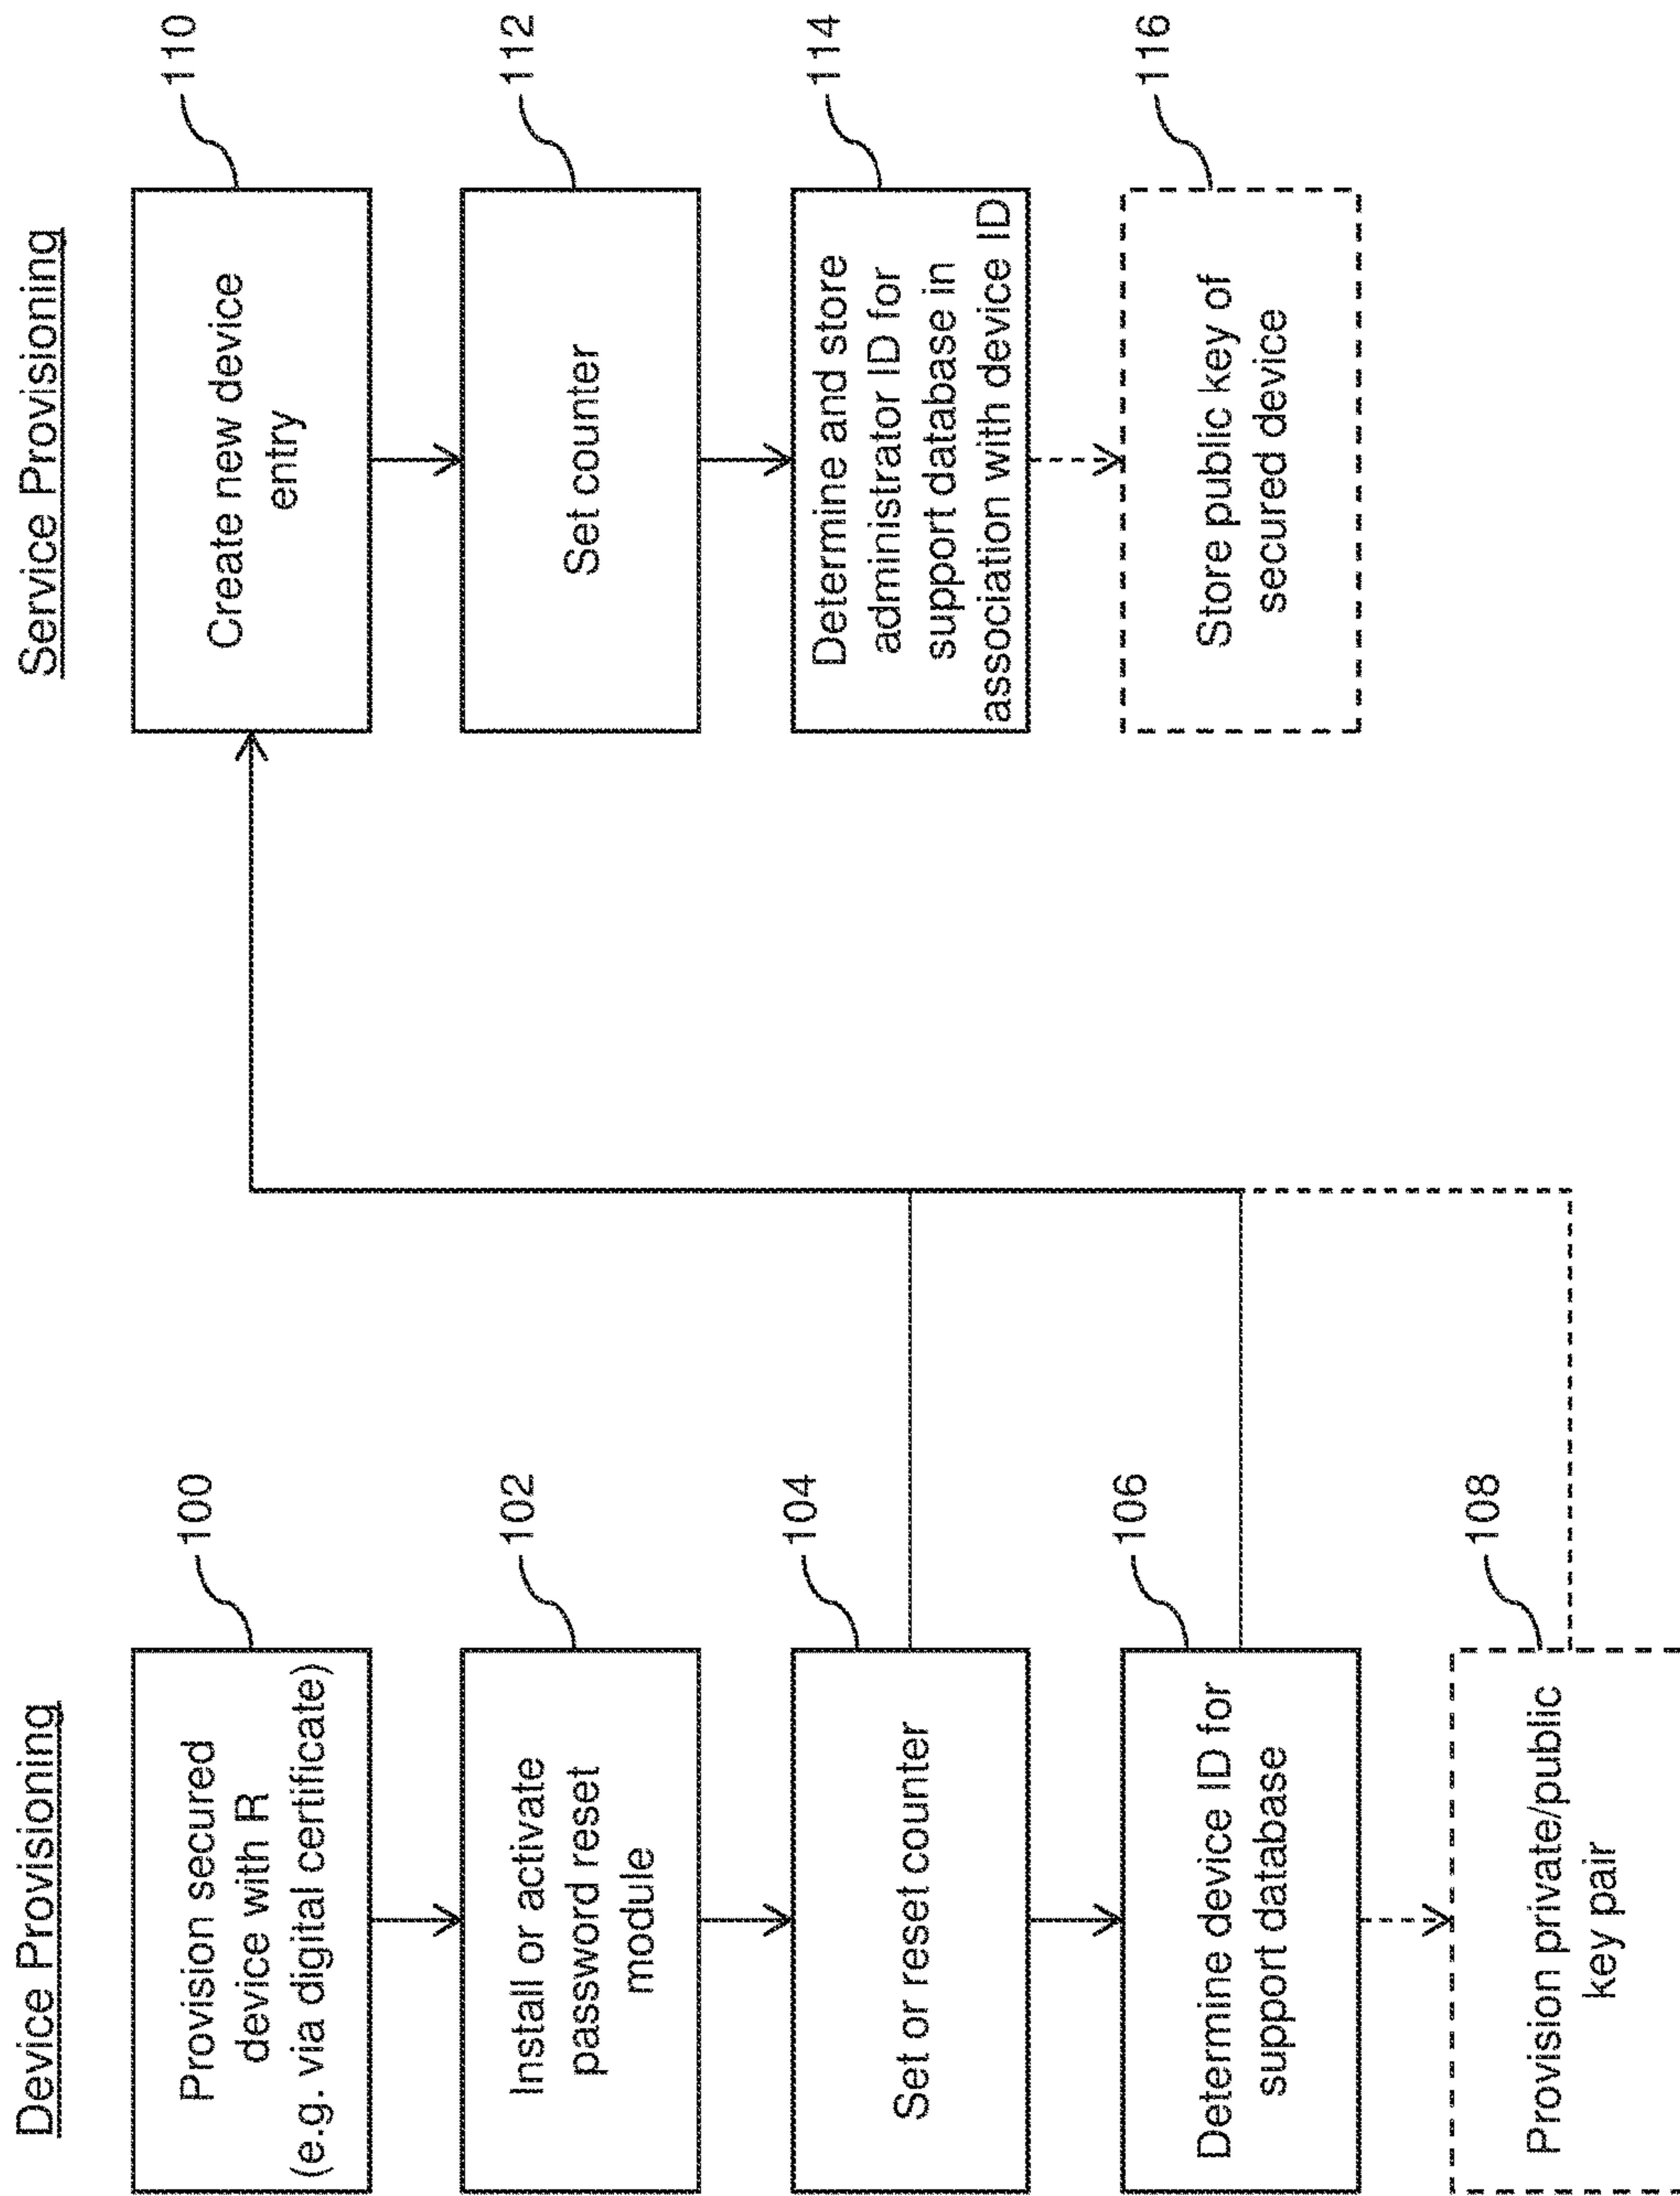 Device Provisioning
Provision secured
device with R
(e.g. via digital certificate)
100
Install or activate
password reset
module
102
Set or reset counter
104
Determine device ID for
support database
106
Provision private/public
key pair
108
Service Provisioning
Create new device
entry
110
Set counter
112
Determine and store
administrator ID for
support database in
association with device ID
114
Store public key of
secured device
116